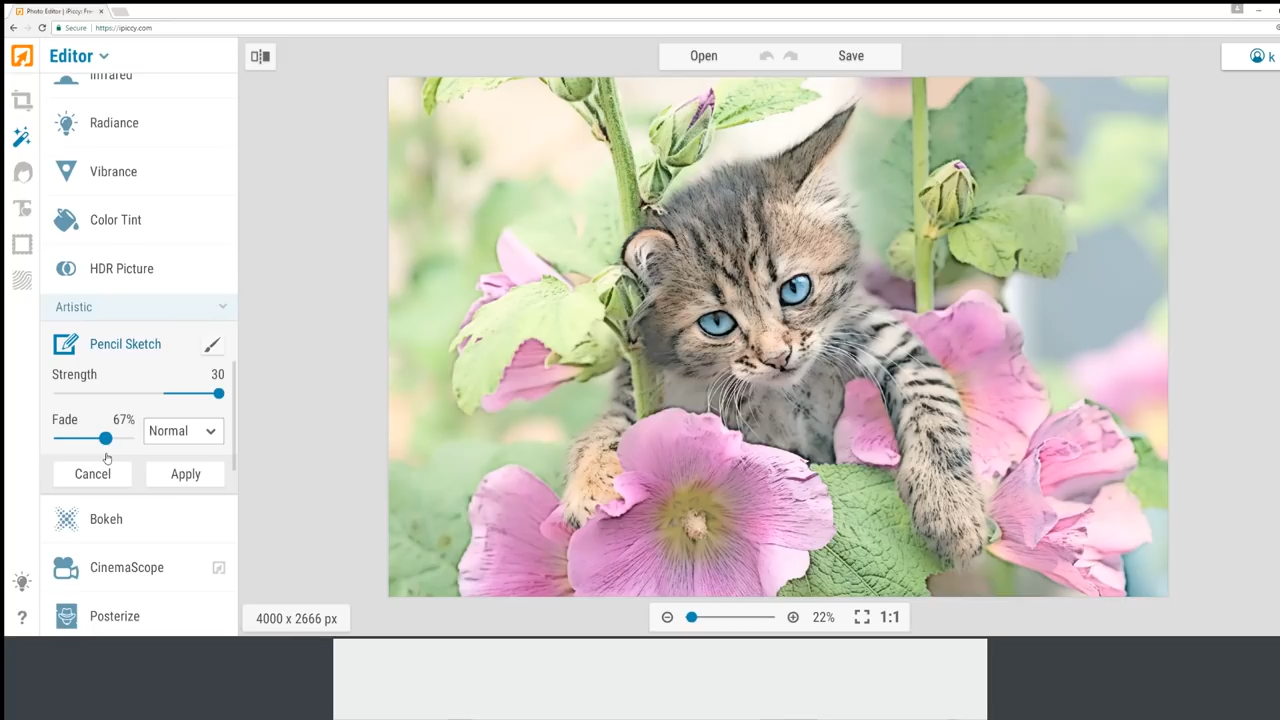 Photo Editor | iPiccy: Fre
Secure
https://ipiccy.com
Editor
Open
Save
k
Infrared
Radiance
Vibrance
Color Tint
HDR Picture
Artistic
Pencil Sketch
Strength 30
Fade 67%
Normal
Cancel
Apply
Bokeh
CinemaScope
Posterize
?
4000 x 2666 px
22%
1:1